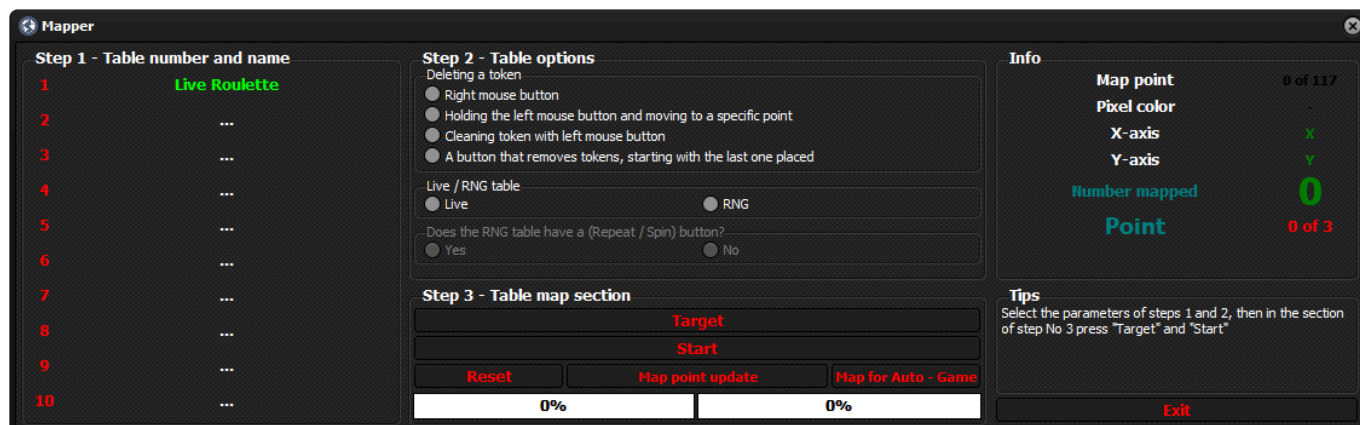 Mapper
Step 1 - Table number and name
1 Live Roulette
2 ...
3 ...
4 ...
5 ...
6 ...
7 ...
8 ...
9 ...
10 ...
Step 2 - Table options
Deleting a token
Right mouse button
Holding the left mouse button and moving to a specific point
Cleaning token with left mouse button
A button that removes tokens, starting with the last one placed
Live / RNG table
Live RNG
Does the RNG table have a (Repeat / Spin) button?
Yes No
Step 3 - Table map section
Target
Start
Reset Map point update Map for Auto - Game
0% 0%
Info
Map point 0 of 117
Pixel color -
X-axis X
Y-axis Y
Number mapped 0
Point 0 of 3
Tips
Select the parameters of steps 1 and 2, then in the section
of step No 3 press "Target" and "Start"
Exit